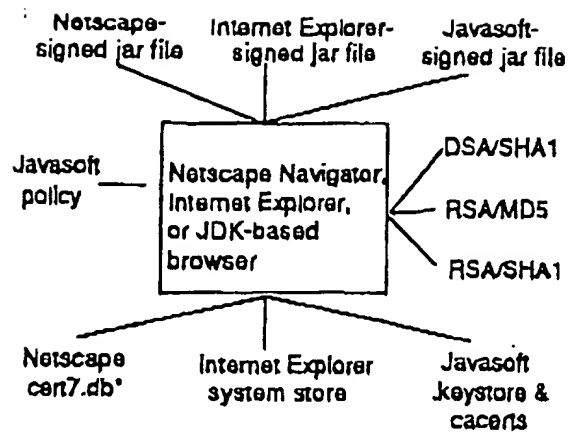 Netscape-
signed jar file
Internet Explorer-
signed jar file
Javasoft-
signed jar file
Javasoft
policy
Netscape Navigator,
Internet Explorer,
or JDK-based
browser
DSA/SHA1
RSA/MD5
RSA/SHA1
Netscape
cert7.db*
Internet Explorer
system store
Javasoft
.keystore &
cacerts